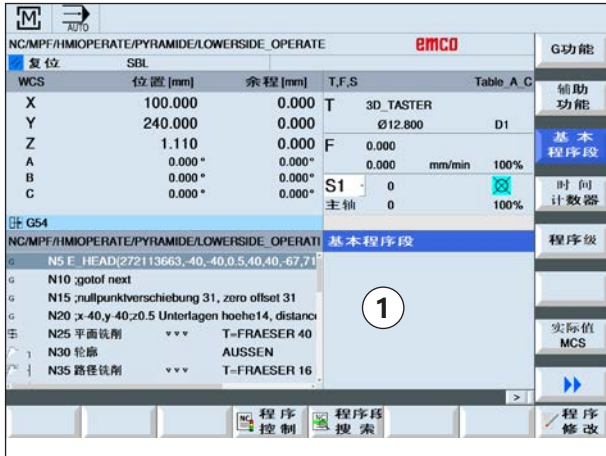 M AUTO
NC/MPF/HMIOPERATE/PYRAMIDE/LOWERSIDE_OPERATE emco
复位 SBL
WCS 位置 [mm] 余程 [mm] T,F,S Table_A_C
X 100.000 0.000 T 3D_TASTER
Y 240.000 0.000 Ø12.800 D1
Z 1.110 0.000 F 0.000
A 0.000 ° 0.000° 0.000 mm/min 100%
B 0.000 ° 0.000° S1 0
C 0.000 ° 0.000° 主轴 0 100%
G54
NC/MPF/HMIOPERATE/PYRAMIDE/LOWERSIDE_OPERATI 基本程序段
G N5 E_HEAD(272113663,-40,-40,0.5,40,40,-67,71
G N10 ;gotof next
G N15 ;nullpunktverschiebung 31, zero offset 31
G N20 ;x-40,y-40;z0.5 Unterlagen hoehe14, distance
N25 平面铣削 ▿▿▿ T=FRAESER 40
N30 轮廓 AUSSEN
N35 路径铣削 ▿▿▿ T=FRAESER 16
1
G功能
辅助
功能
基本
程序段
时间
计数器
程序级
实际值
MCS
NC 程序
控制
程序段
搜索
程序
修改